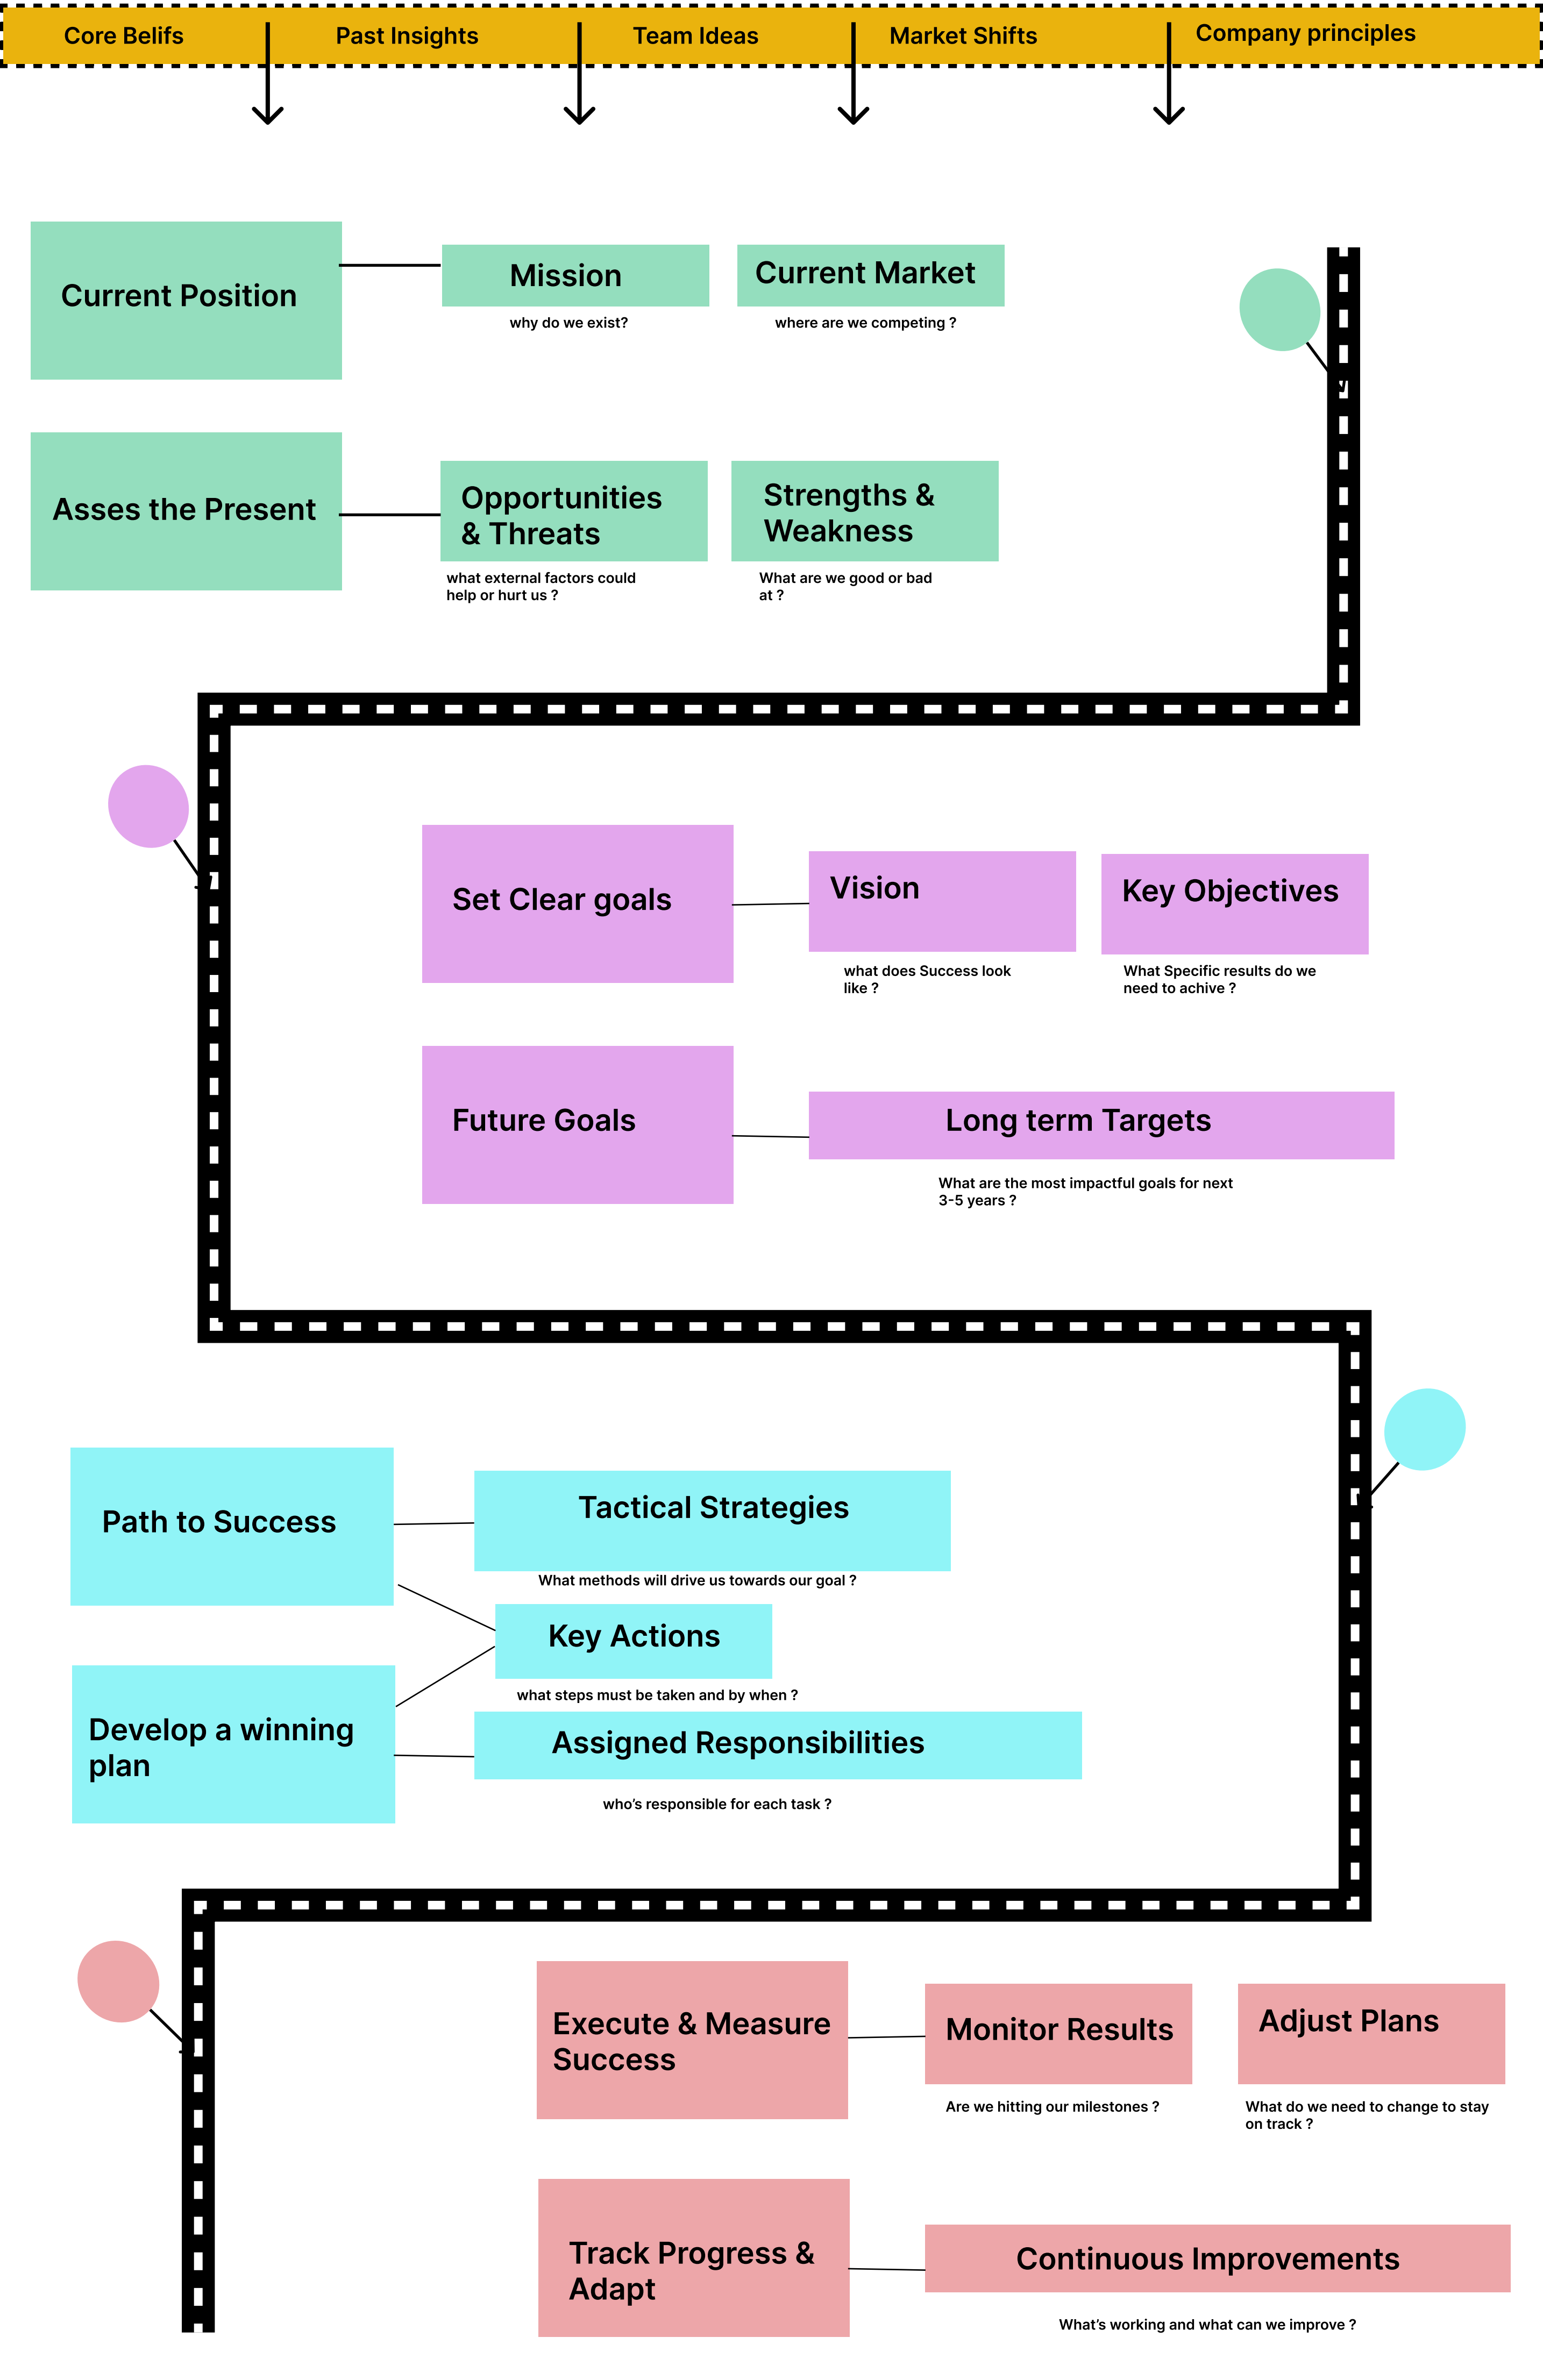 Core Belifs
Past Insights
Team Ideas
Market Shifts
Company principles
Current Position
Mission
why do we exist?
Current Market
where are we competing ?
Asses the Present
Opportunities
& Threats
what external factors could
help or hurt us ?
Strengths &
Weakness
What are we good or bad
at ?
Set Clear goals
Vision
what does Success look
like ?
Key Objectives
What Specific results do we
need to achive ?
Future Goals
Long term Targets
What are the most impactful goals for next
3-5 years ?
Path to Success
Tactical Strategies
What methods will drive us towards our goal ?
Key Actions
what steps must be taken and by when ?
Develop a winning
plan
Assigned Responsibilities
who’s responsible for each task ?
Execute & Measure
Success
Monitor Results
Are we hitting our milestones ?
Adjust Plans
What do we need to change to stay
on track ?
Track Progress &
Adapt
Continuous Improvements
What’s working and what can we improve ?